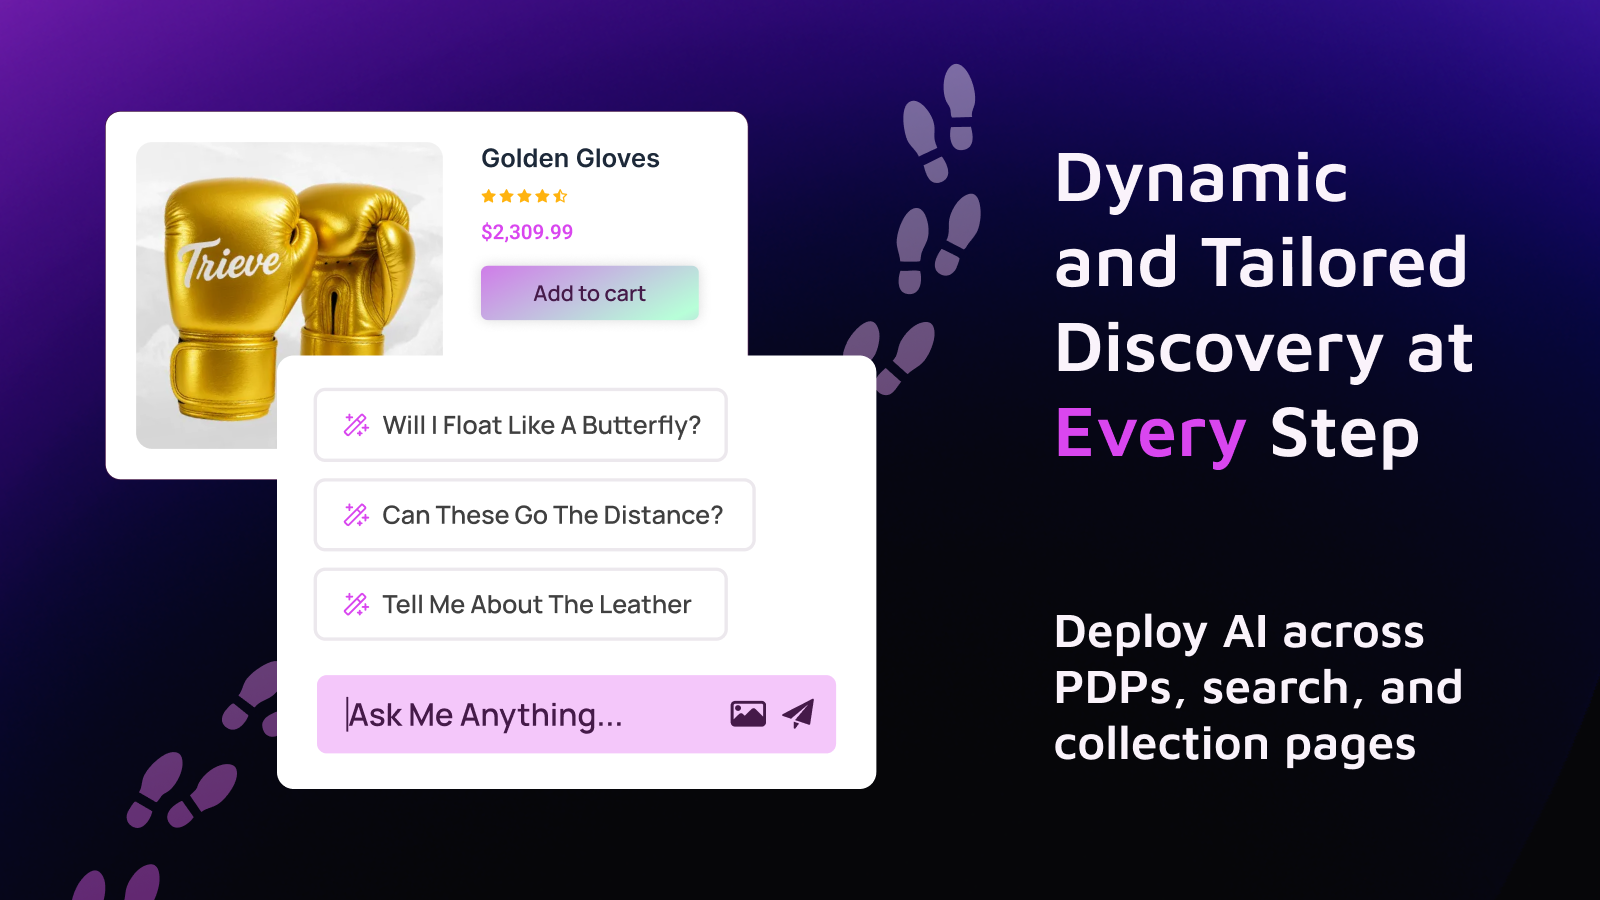 Trieve
Golden Gloves
$2,309.99
Add to cart
Will I Float Like A Butterfly?
Can These Go The Distance?
Tell Me About The Leather
Ask Me Anything...
Dynamic
and Tailored
Discovery at
Every Step
Deploy AI across
PDPs, search, and
collection pages